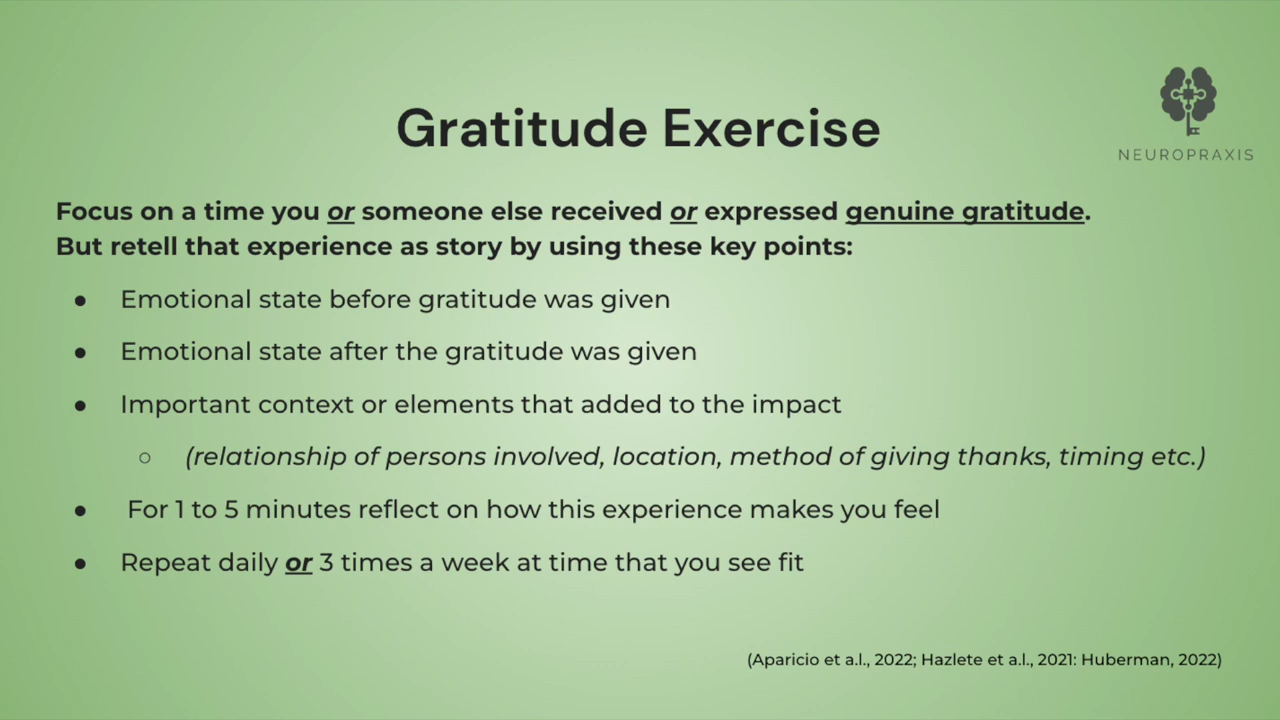 Gratitude Exercise
NEUROPRAXIS
Focus on a time you or someone else received or expressed genuine gratitude.
But retell that experience as story by using these key points:
● Emotional state before gratitude was given
● Emotional state after the gratitude was given
● Important context or elements that added to the impact
○ (relationship of persons involved, location, method of giving thanks, timing etc.)
● For 1 to 5 minutes reflect on how this experience makes you feel
● Repeat daily or 3 times a week at time that you see fit
(Aparicio et a.l., 2022; Hazlete et a.l., 2021: Huberman, 2022)